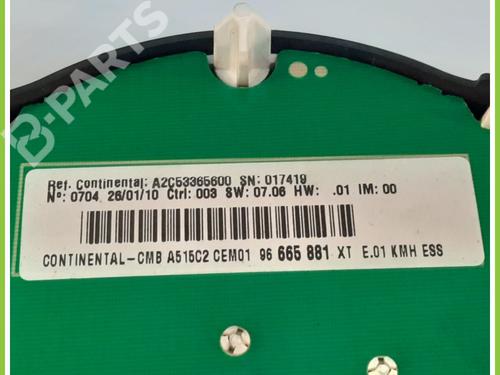 B-PARTS
Ref. Continental: A2C53365600 SN: 017419
Nº: 0704 26/01/10 Ctrl: 003 SW: 07.06 HW: .01 IM: 00
CONTINENTAL-CMB A515C2 CEM01 96 665 881 XT E.01 KMH ESS